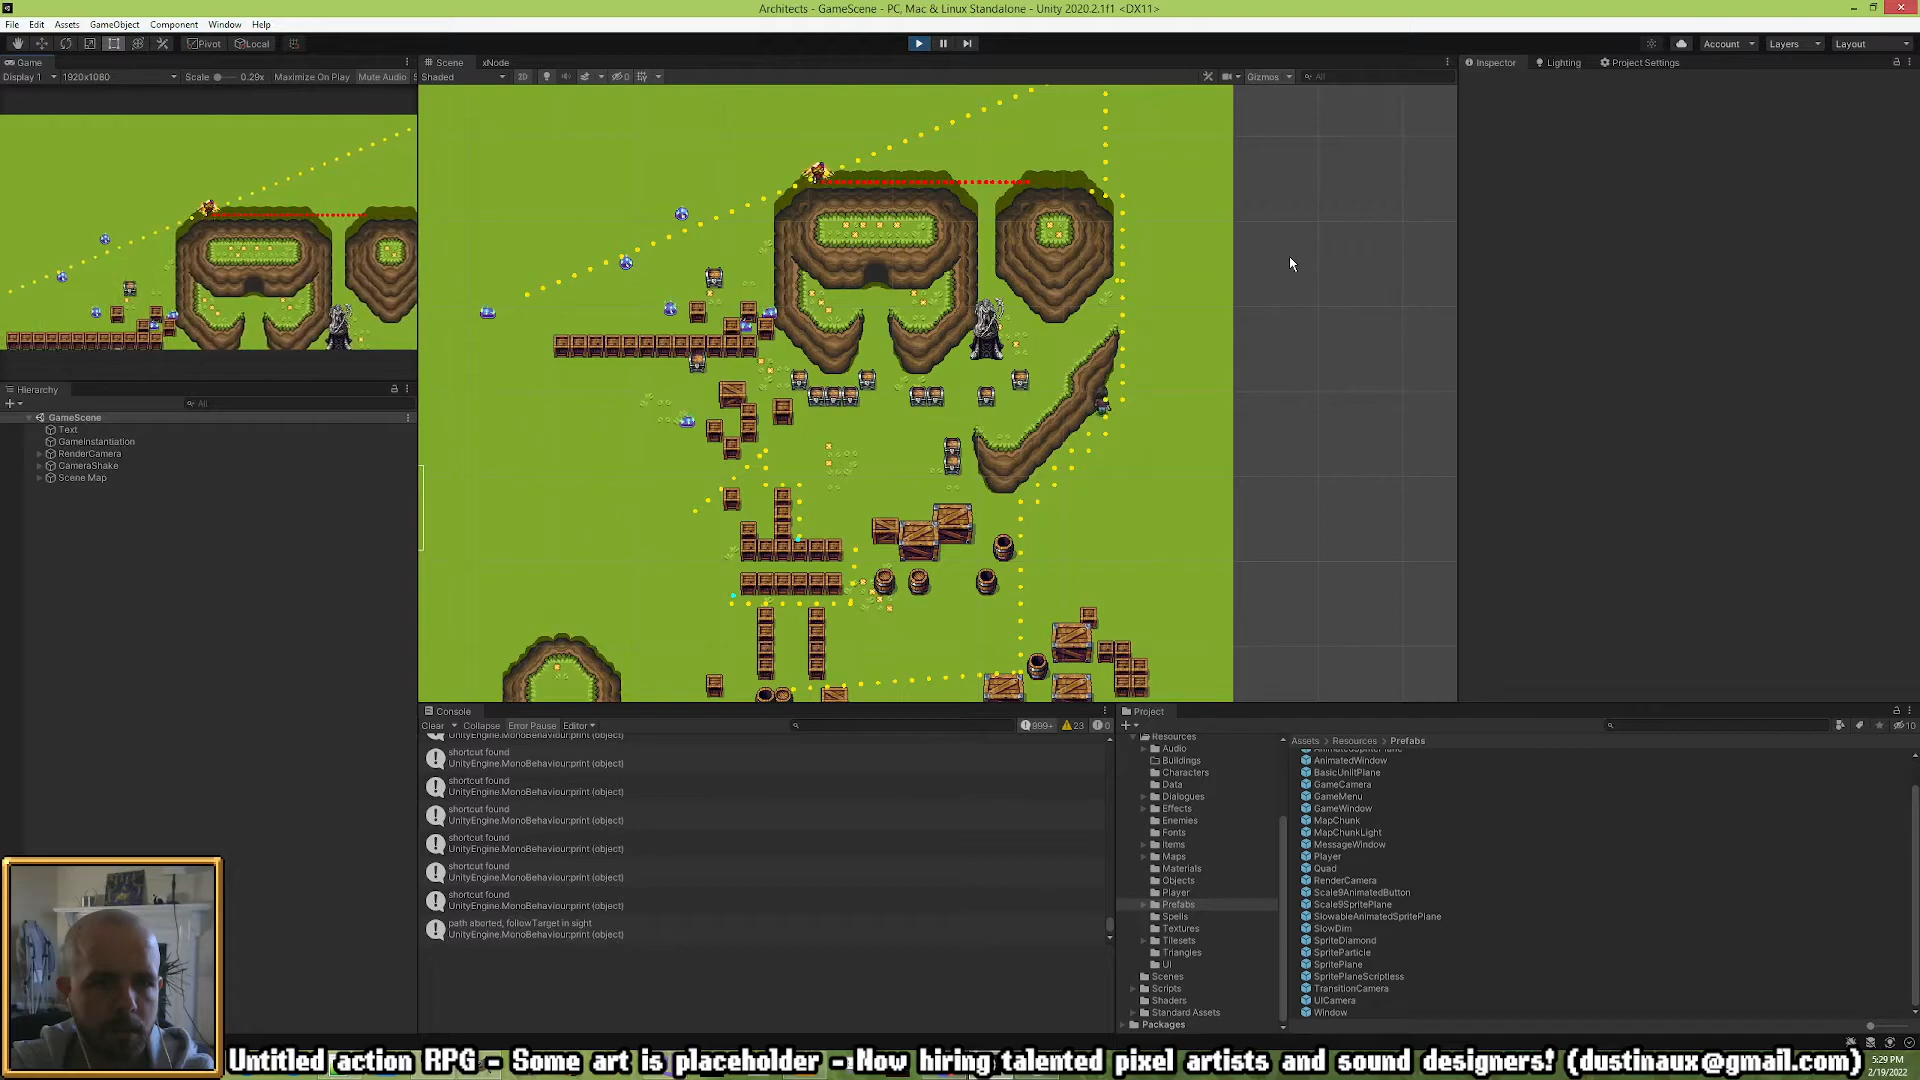 Architects - GameScene - PC, Mac & Linux Standalone - Unity 2020.2.1f1 <DX11>
File Edit Assets GameObject Component Window Help
Pivot Local Account Layers Layout
Game Scene xNode Inspector Lighting Project Settings
Display 1 1920x1080 Scale 0.29x Maximize On Play Mute Audio Shaded 2D Gizmos All
Hierarchy
All
GameScene
Text
GameInstantiation
RenderCamera
CameraShake
Scene Map
Console
Clear Collapse Error Pause Editor 999+ 23 0
UnityEngine.MonoBehaviour:print (object)
shortcut found
UnityEngine.MonoBehaviour:print (object)
shortcut found
UnityEngine.MonoBehaviour:print (object)
shortcut found
UnityEngine.MonoBehaviour:print (object)
shortcut found
UnityEngine.MonoBehaviour:print (object)
shortcut found
UnityEngine.MonoBehaviour:print (object)
shortcut found
UnityEngine.MonoBehaviour:print (object)
path aborted, followTarget in sight
UnityEngine.MonoBehaviour:print (object)
Project
10
Resources
Audio
Buildings
Characters
Data
Dialogues
Effects
Enemies
Fonts
Items
Maps
Materials
Objects
Player
Prefabs
Spells
Textures
Tilesets
Triangles
UI
Scenes
Scripts
Shaders
Standard Assets
Packages
Assets Resources Prefabs
AnimatedSpritePlane
AnimatedWindow
BasicUnlitPlane
GameCamera
GameMenu
GameWindow
MapChunk
MapChunkLight
MessageWindow
Player
Quad
RenderCamera
Scale9AnimatedButton
Scale9SpritePlane
SlowableAnimatedSpritePlane
SlowDim
SpriteDiamond
SpriteParticle
SpritePlane
SpritePlaneScriptless
TransitionCamera
UICamera
Window
Untitled action RPG - Some art is placeholder - Now hiring talented pixel artists and sound designers! (dustinaux@gmail.com)
5:29 PM
2/19/2022